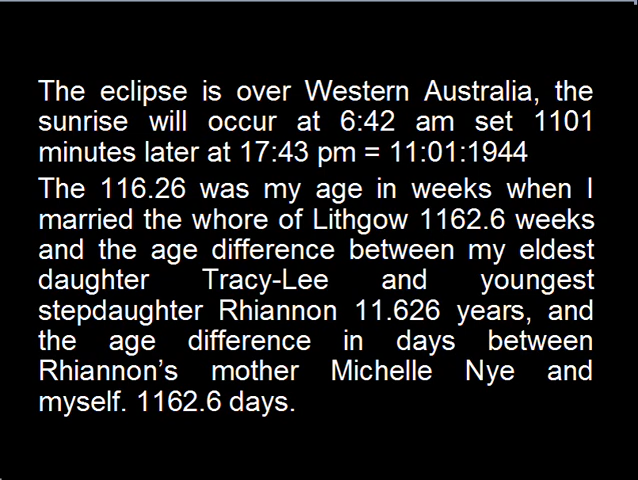 The eclipse is over Western Australia, the
sunrise will occur at 6:42 am set 1101
minutes later at 17:43 pm = 11:01:1944
The 116.26 was my age in weeks when I
married the whore of Lithgow 1162.6 weeks
and the age difference between my eldest
daughter Tracy-Lee and youngest
stepdaughter Rhiannon 11.626 years, and
the age difference in days between
Rhiannon’s mother Michelle Nye and
myself. 1162.6 days.